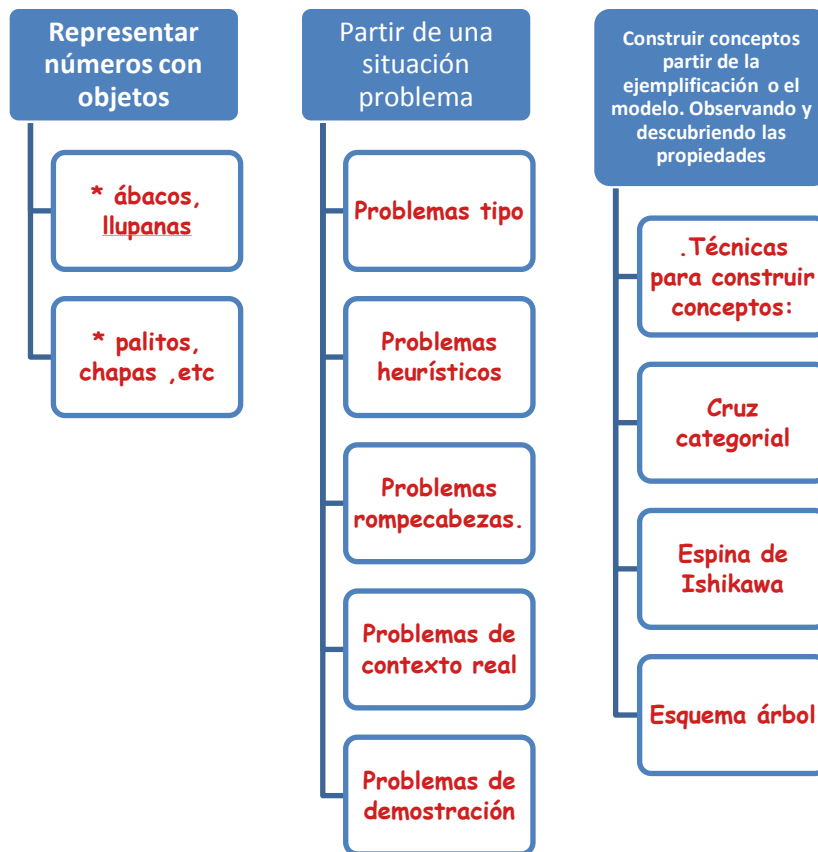 Representar
números con
objetos
* ábacos,
llupanas
* palitos,
chapas ,etc
Partir de una
situación
problema
Problemas tipo
Problemas
heurísticos
Problemas
rompecabezas.
Problemas de
contexto real
Problemas de
demostración
Construir conceptos
partir de la
ejemplificación o el
modelo. Observando y
descubriendo las
propiedades
.Técnicas
para construir
conceptos:
Cruz
categorial
Espina de
Ishikawa
Esquema árbol